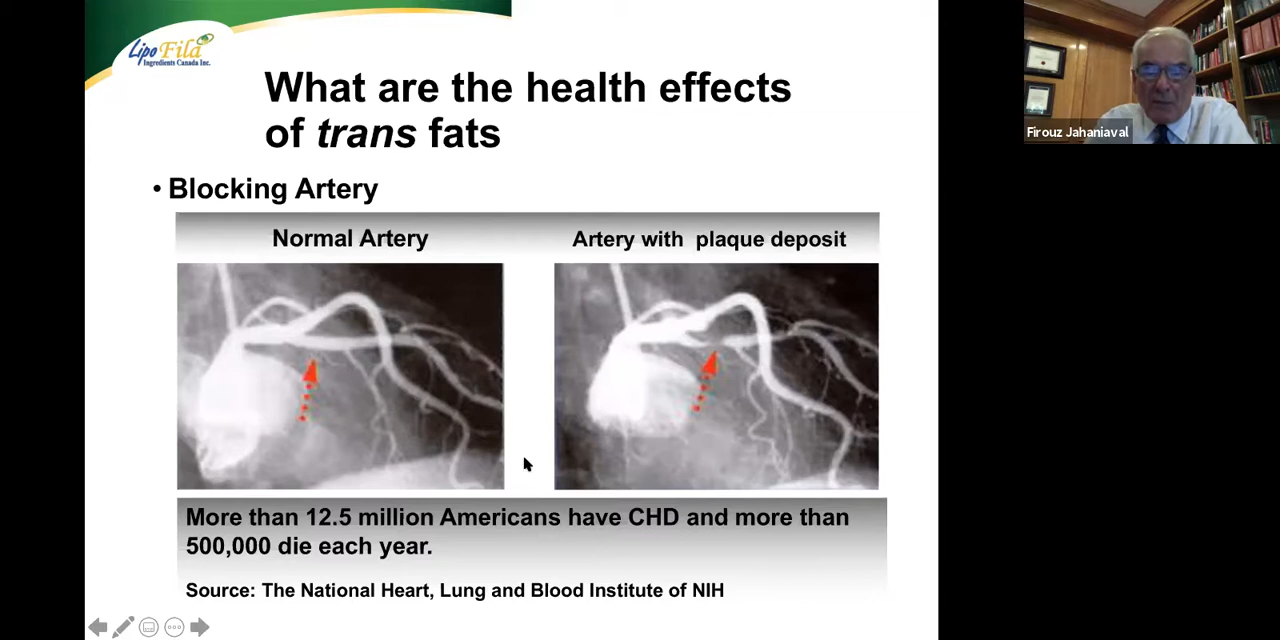 Lipo Fila
Ingredients Canada Inc.
What are the health effects
of trans fats
• Blocking Artery
Normal Artery
Artery with plaque deposit
More than 12.5 million Americans have CHD and more than
500,000 die each year.
Source: The National Heart, Lung and Blood Institute of NIH
Firouz Jahaniaval